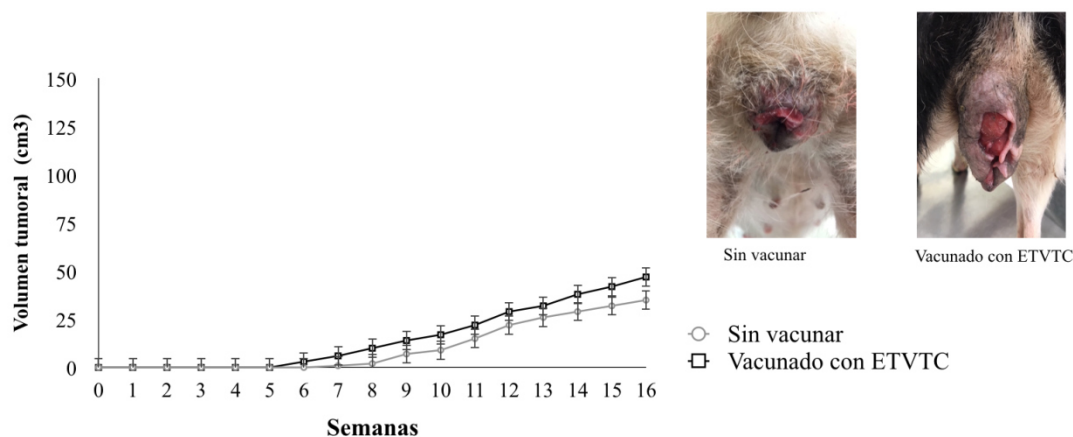 150
125
100
75
50
25
0
Volumen tumoral (cm3)
0 1 2 3 4 5 6 7 8 9 10 11 12 13 14 15 16
Semanas
Sin vacunar
Vacunado con ETVTC
Sin vacunar
Vacunado con ETVTC